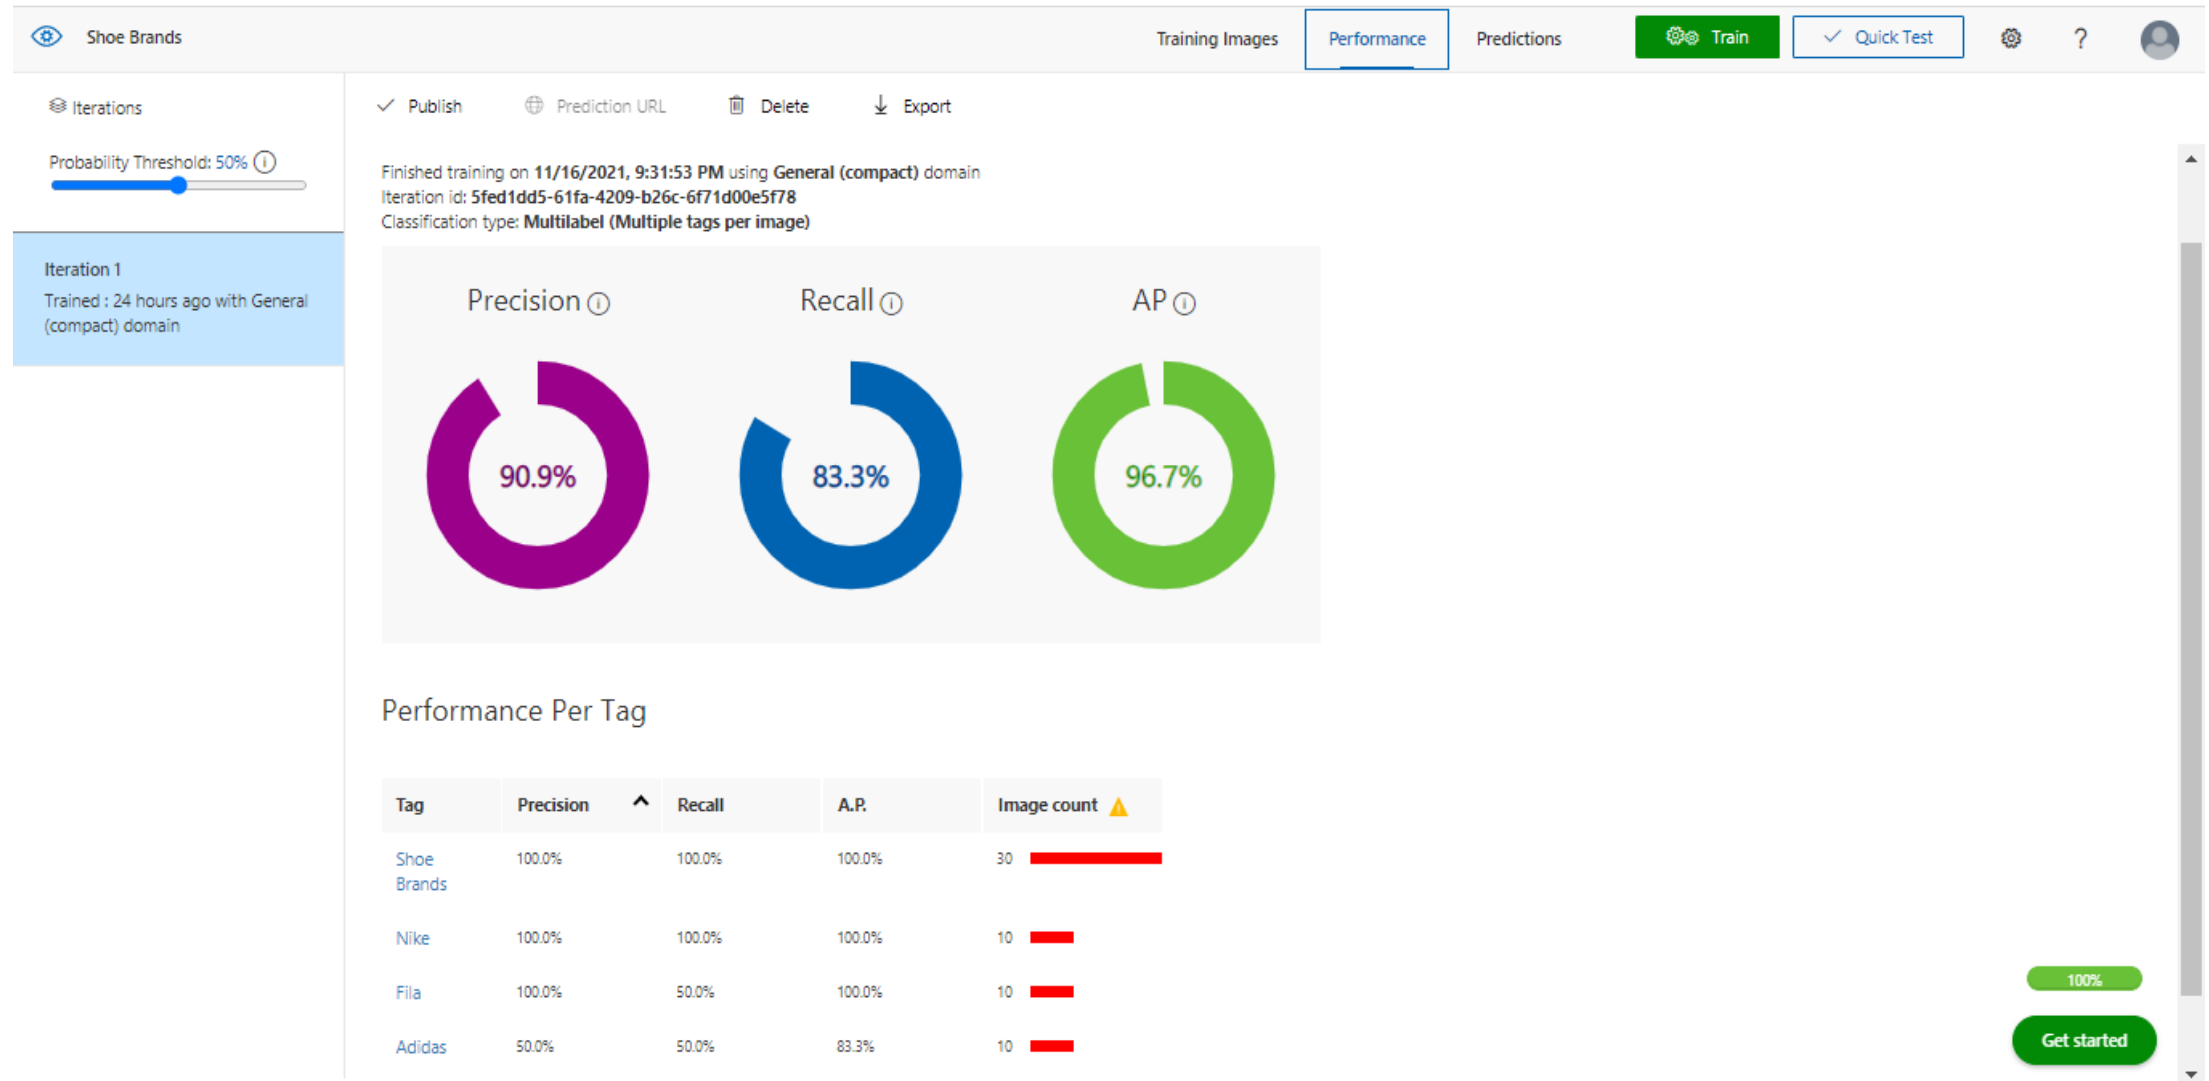 Shoe Brands
Training Images
Performance
Predictions
Train
Quick Test
?
Iterations
Probability Threshold: 50%
Iteration 1
Trained : 24 hours ago with General
(compact) domain
Publish
Prediction URL
Delete
Export
Finished training on 11/16/2021, 9:31:53 PM using General (compact) domain
Iteration id: 5fed1dd5-61fa-4209-b26c-6f71d00e5f78
Classification type: Multilabel (Multiple tags per image)
Precision
Recall
AP
90.9%
83.3%
96.7%
Performance Per Tag
Tag Precision Recall A.P. Image count
Shoe Brands 100.0% 100.0% 100.0% 30
Nike 100.0% 100.0% 100.0% 10
Fila 100.0% 50.0% 100.0% 10
Adidas 50.0% 50.0% 83.3% 10
100%
Get started